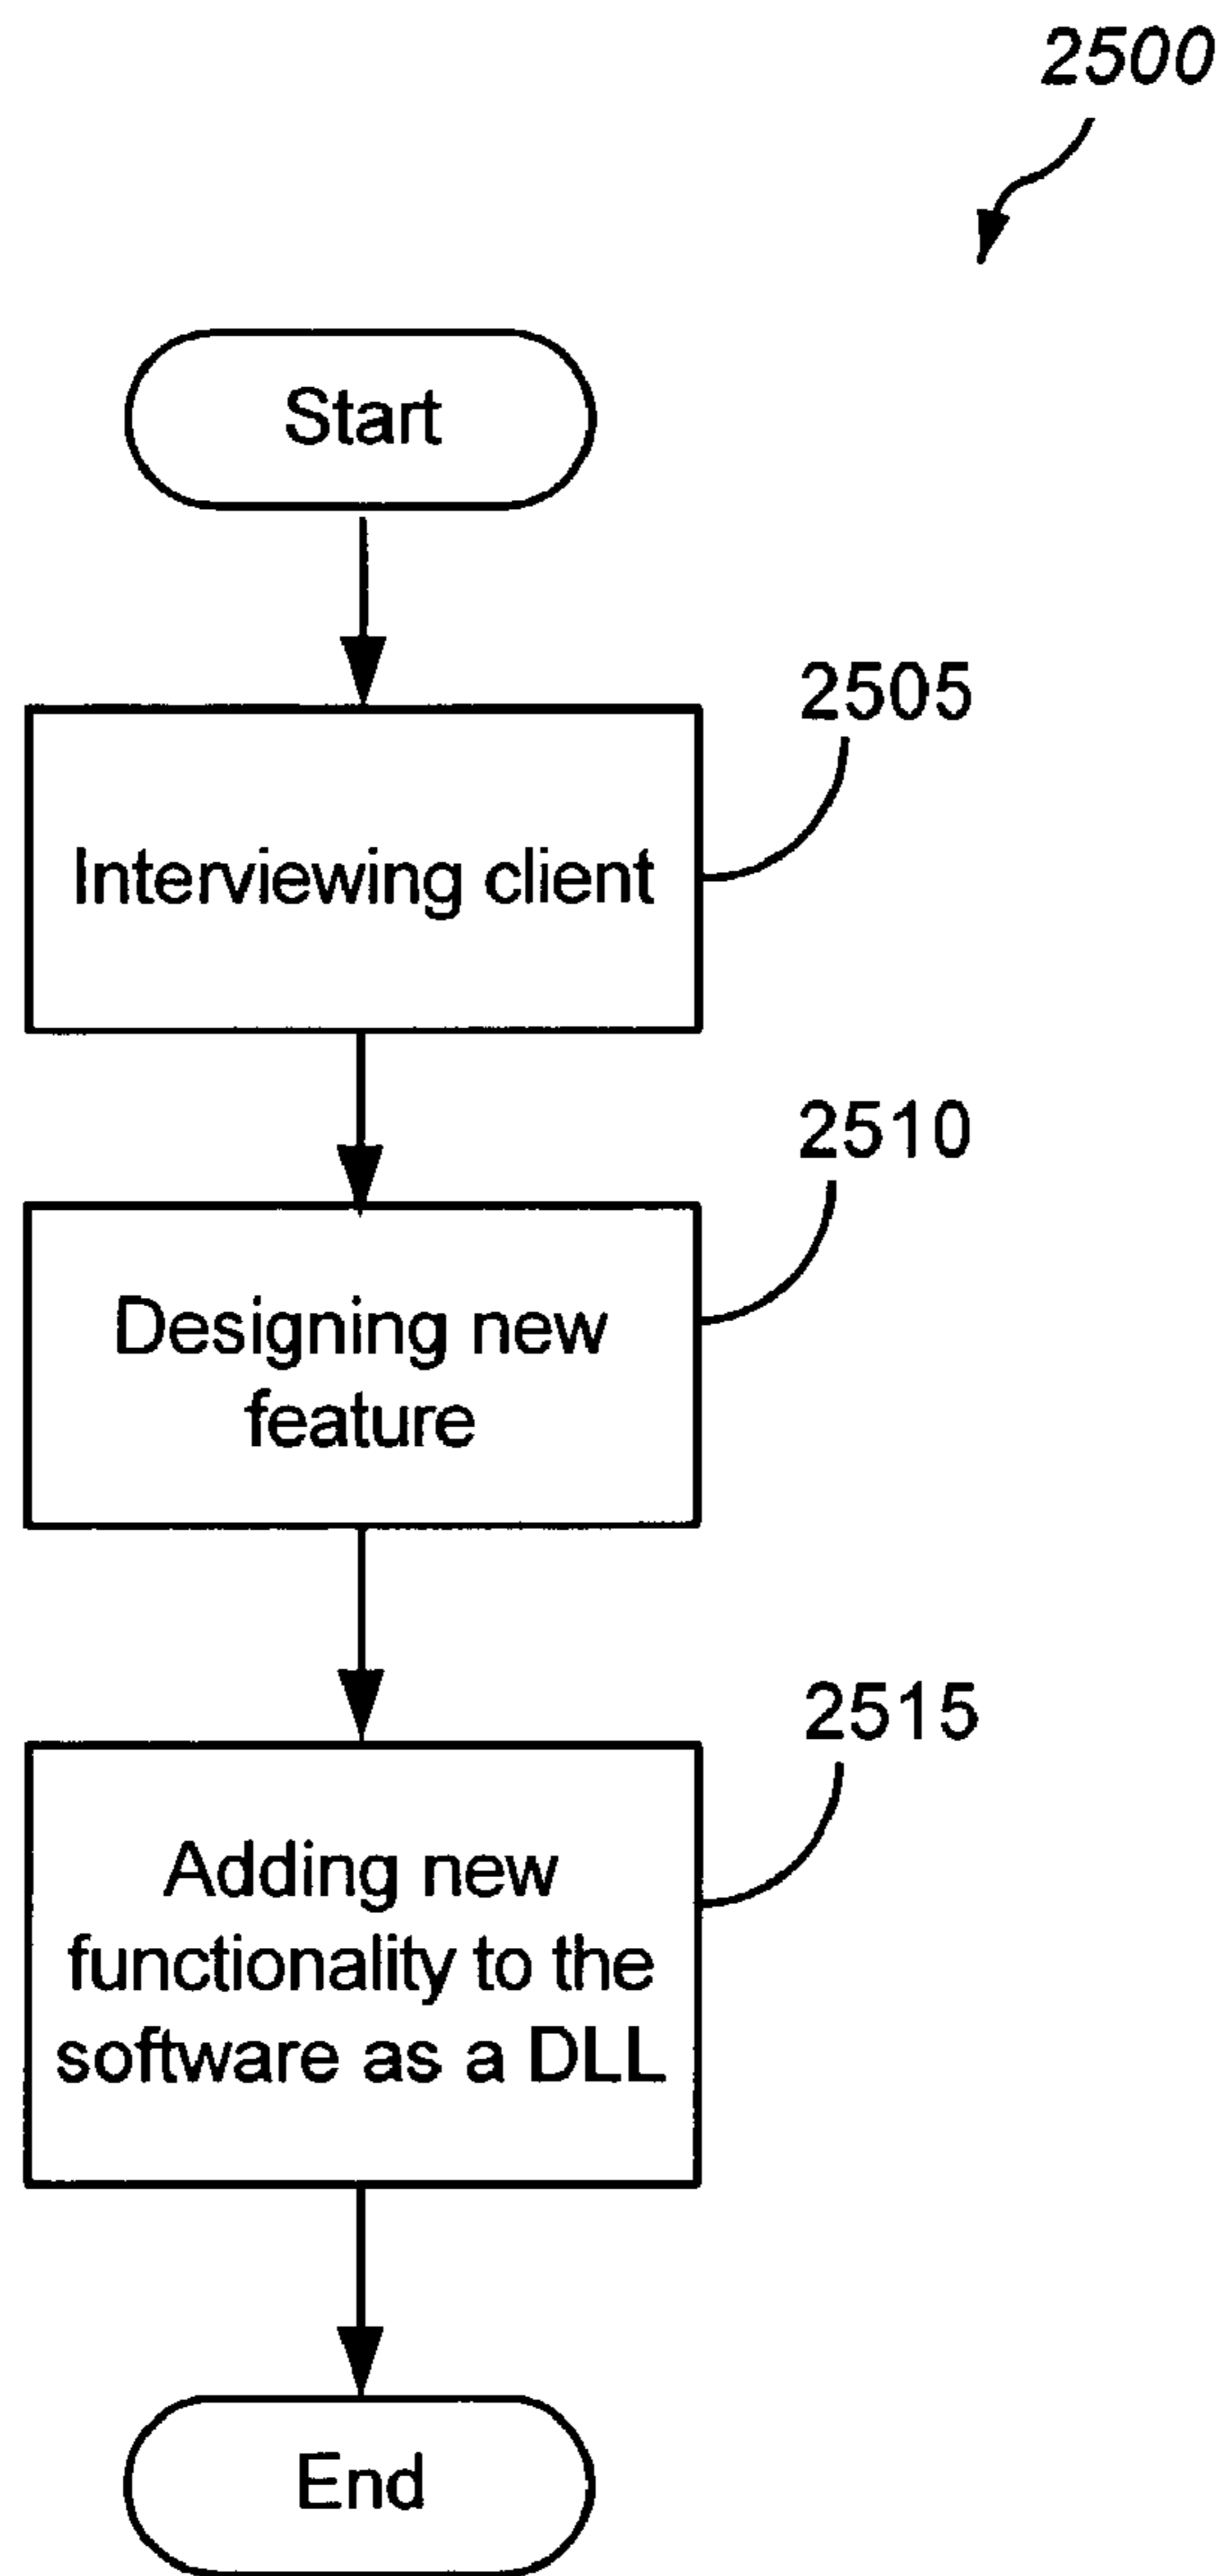 2500
Start
2505
Interviewing client
2510
Designing new
feature
2515
Adding new
functionality to the
software as a DLL
End